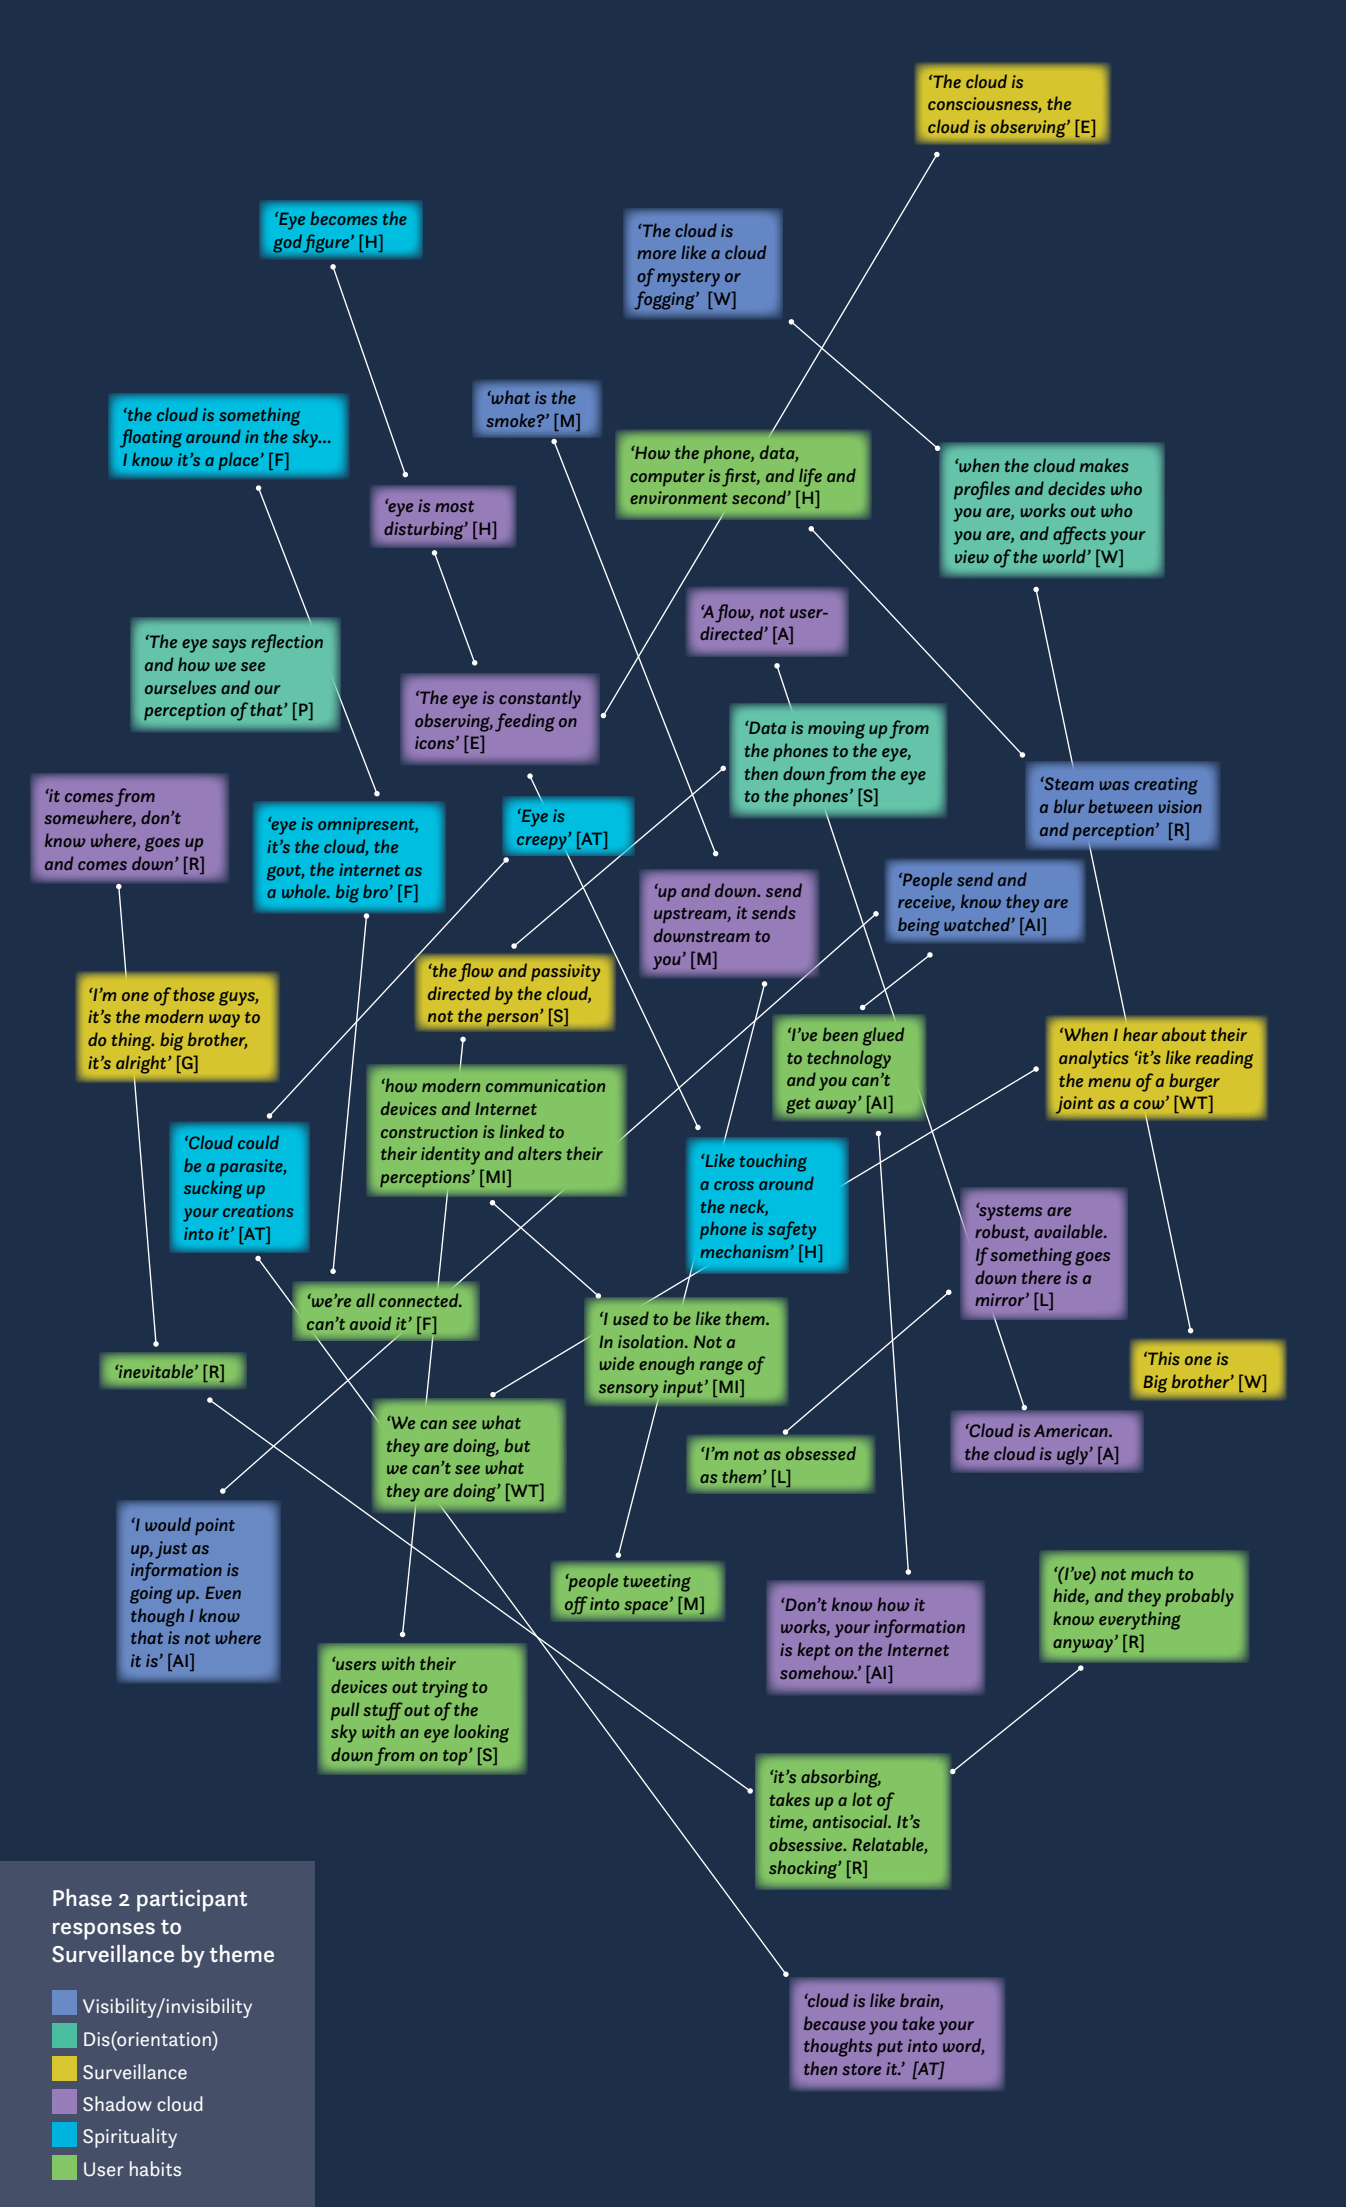 ‘The cloud is
consciousness, the
cloud is observing’ [E]
‘Eye becomes the
god figure’ [H]
‘The cloud is
more like a cloud
of mystery or
fogging’  [W]
‘what is the
smoke?’ [M]
‘the cloud is something
floating around in the sky...
I know it’s a place’ [F]
‘How the phone, data,
computer is first, and life and
environment second’ [H]
‘when the cloud makes
profiles and decides who
you are, works out who
you are, and affects your
view of the world’ [W]
‘eye is most
disturbing’ [H]
‘A flow, not user-
directed’ [A]
‘The eye says reflection
and how we see
ourselves and our
perception of that’ [P]
‘The eye is constantly
observing, feeding on
icons’ [E]
‘Data is moving up from
the phones to the eye,
then down from the eye
to the phones’ [S]
‘Steam was creating
a blur between vision
and perception’  [R]
‘it comes from
somewhere, don’t
know where, goes up
and comes down’ [R]
‘eye is omnipresent,
it’s the cloud, the
govt, the internet as
a whole. big bro’ [F]
‘Eye is
creepy’ [AT]
‘up and down. send
upstream, it sends
downstream to
you’ [M]
‘People send and
receive, know they are
being watched’ [AI]
‘I’m one of those guys,
it’s the modern way to
do thing. big brother,
it’s alright’ [G]
‘the flow and passivity
directed by the cloud,
not the person’ [S]
‘I’ve been glued
to technology
and you can’t
get away’ [AI]
‘When I hear about their
analytics ‘it’s like reading
the menu of a burger
joint as a cow’ [WT]
‘how modern communication
devices and Internet
construction is linked to
their identity and alters their
perceptions’ [MI]
‘Cloud could
be a parasite,
sucking up
your creations
into it’ [AT]
‘Like touching
a cross around
the neck,
phone is safety
mechanism’ [H]
‘systems are
robust, available.
If something goes
down there is a
mirror’ [L]
‘we’re all connected.
can’t avoid it’ [F]
‘I used to be like them.
In isolation. Not a
wide enough range of
sensory input’ [MI]
‘inevitable’ [R]
‘This one is
Big brother’ [W]
‘We can see what
they are doing, but
we can’t see what
they are doing’ [WT]
‘I’m not as obsessed
as them’ [L]
‘Cloud is American.
the cloud is ugly’ [A]
‘I would point
up, just as
information is
going up. Even
though I know
that is not where
it is’ [AI]
‘people tweeting
off into space’ [M]
‘Don’t know how it
works, your information
is kept on the Internet
somehow.’ [AI]
‘(I’ve) not much to
hide, and they probably
know everything
anyway’ [R]
‘users with their
devices out trying to
pull stuff out of the
sky with an eye looking
down from on top’ [S]
‘it’s absorbing,
takes up a lot of
time, antisocial. It’s
obsessive. Relatable,
shocking’ [R]
‘cloud is like brain,
because you take your
thoughts put into word,
then store it.’  [AT]
Phase 2 participant
responses to
Surveillance by theme
Visibility/invisibility
Dis(orientation)
Surveillance
Shadow cloud
Spirituality
User habits